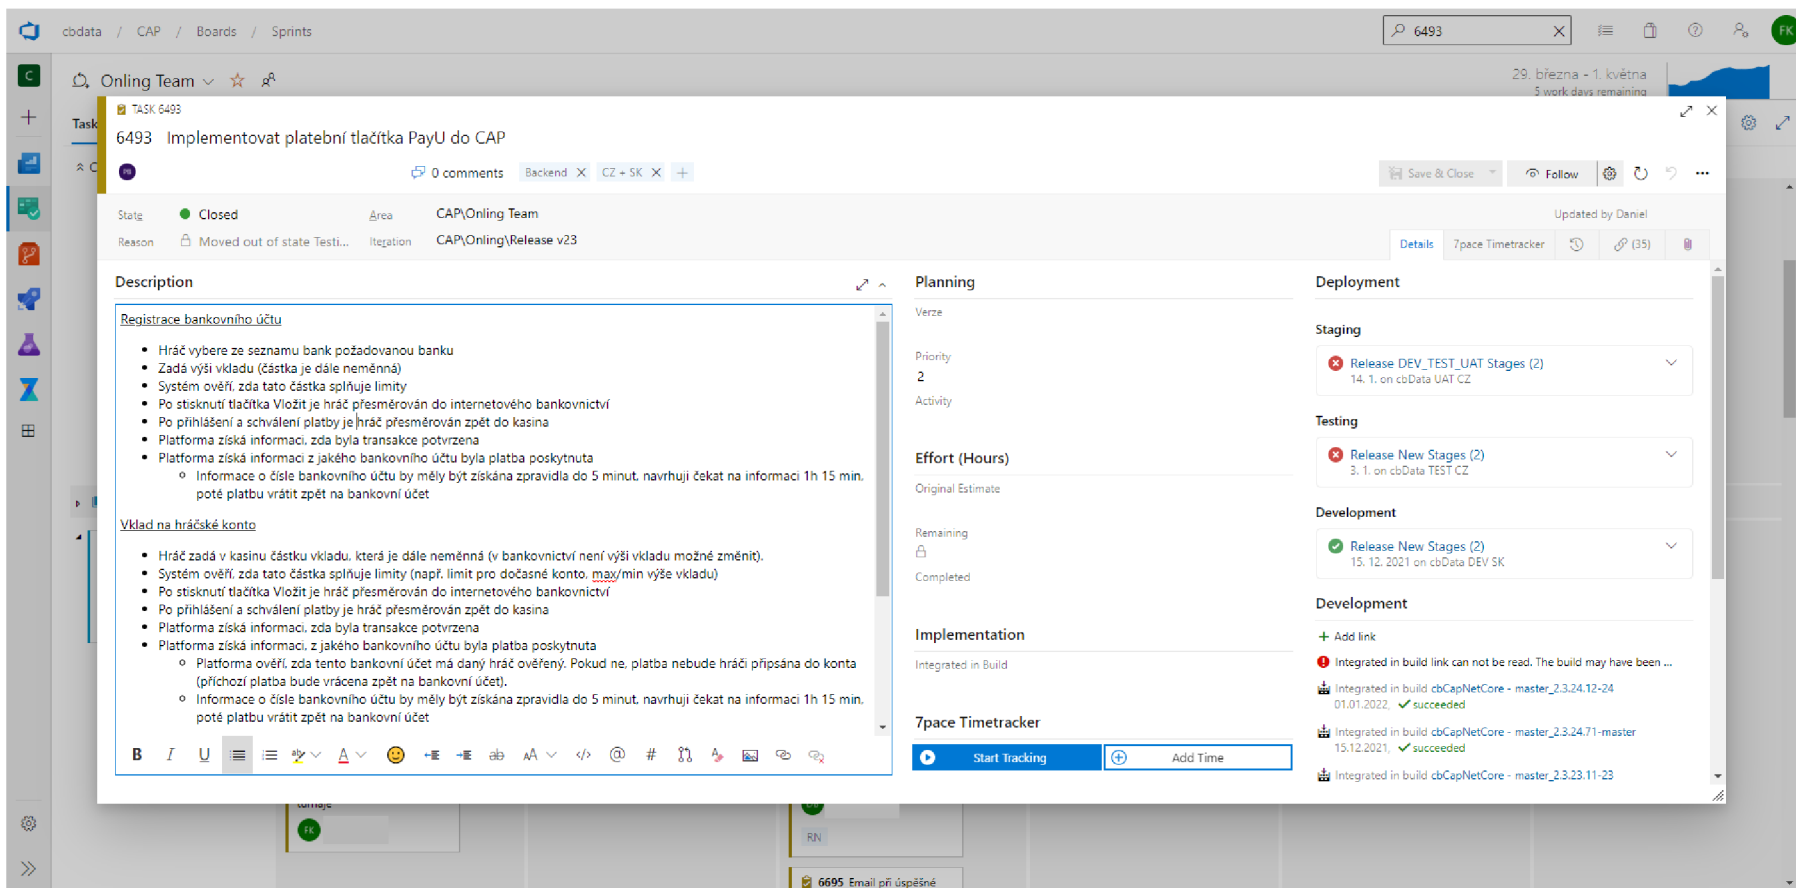 cbdata / CAP / Boards / Sprints
6493
FK
C
Onling Team
29. března - 1. května
5 work days remaining
Task
TASK 6493
6493 Implementovat platební tlačítka PayU do CAP
PB
0 comments
Backend
CZ + SK
Save & Close
Follow
State
Closed
Area
CAP\Onling Team
Updated by Daniel
Reason
Moved out of state Testi...
Iteration
CAP\Onling\Release v23
Details
7pace Timetracker
(35)
Description
Registrace bankovního účtu
• Hráč vybere ze seznamu bank požadovanou banku
• Zadá výši vkladu (částka je dále neměnná)
• Systém ověří, zda tato částka splňuje limity
• Po stisknutí tlačítka Vložit je hráč přesměrován do internetového bankovnictví
• Po přihlášení a schválení platby je hráč přesměrován zpět do kasina
• Platforma získá informaci, zda byla transakce potvrzena
• Platforma získá informaci z jakého bankovního účtu byla platba poskytnuta
Informace o čísle bankovního účtu by měly být získána zpravidla do 5 minut, navrhuji čekat na informaci 1h 15 min,
poté platbu vrátit zpět na bankovní účet
Vklad na hráčské konto
• Hráč zadá v kasinu částku vkladu, která je dále neměnná (v bankovnictví není výši vkladu možné změnit).
• Systém ověří, zda tato částka splňuje limity (např. limit pro dočasné konto, max/min výše vkladu)
• Po stisknutí tlačítka Vložit je hráč přesměrován do internetového bankovnictví
• Po přihlášení a schválení platby je hráč přesměrován zpět do kasina
• Platforma získá informaci, zda byla transakce potvrzena
• Platforma získá informaci, z jakého bankovního účtu byla platba poskytnuta
Platforma ověří, zda tento bankovní účet má daný hráč ověřený. Pokud ne, platba nebude hráči připsána do konta
(příchozí platba bude vrácena zpět na bankovní účet).
Informace o čísle bankovního účtu by měly být získána zpravidla do 5 minut, navrhuji čekat na informaci 1h 15 min,
poté platbu vrátit zpět na bankovní účet
B I U
Planning
Verze
Priority
2
Activity
Effort (Hours)
Original Estimate
Remaining
Completed
Implementation
Integrated in Build
7pace Timetracker
Start Tracking
Add Time
Deployment
Staging
Release DEV_TEST_UAT Stages (2)
14. 1. on cbData UAT CZ
Testing
Release New Stages (2)
3. 1. on cbData TEST CZ
Development
Release New Stages (2)
15. 12. 2021 on cbData DEV SK
Development
+ Add link
Integrated in build link can not be read. The build may have been ...
Integrated in build cbCapNetCore - master_2.3.24.12-24
01.01.2022, succeeded
Integrated in build cbCapNetCore - master_2.3.24.71-master
15.12.2021, succeeded
Integrated in build cbCapNetCore - master_2.3.23.11-23
turnaje
FK
RN
6695 Email při úspěšné